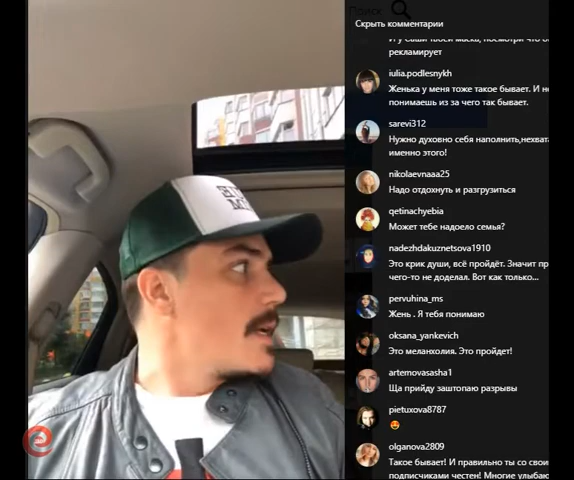 Поиск
Скрыть комментарии
рекламирует
iulia.podlesnykh
Женька у меня тоже такое бывает. И не
понимаешь из за чего так бывает.
sarevi312
Нужно духовно себя наполнить,нехват
именно этого!
nikolaevnaaa25
Надо отдохнуть и разгрузиться
qetinachyebia
Может тебе надоело семья?
nadezhdakuznetsova1910
Это крик души, всё пройдёт. Значит пр
чего-то не доделал. Вот как только...
pervuhina_ms
Жень . Я тебя понимаю
oksana_yankevich
Это меланхолия. Это пройдет!
artemovasasha1
Ща прийду заштопаю разрывы
pietuxova8787
olganova2809
Такое бывает! И правильно ты со свои
подписчиками честен! Многие улыбаю